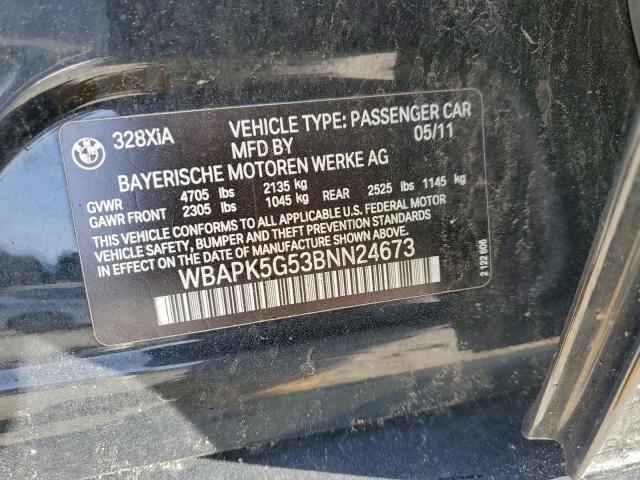 BMW
328XiA VEHICLE TYPE: PASSENGER CAR
MFD BY 05/11
BAYERISCHE MOTOREN WERKE AG
GVWR 4705 lbs 2135 kg
GAWR FRONT 2305 lbs 1045 kg REAR 2525 lbs 1145 kg
THIS VEHICLE CONFORMS TO ALL APPLICABLE U.S. FEDERAL MOTOR
VEHICLE SAFETY, BUMPER AND THEFT PREVENTION STANDARDS
IN EFFECT ON THE DATE OF MANUFACTURE SHOWN ABOVE.
WBAPK5G53BNN24673
2 122 606